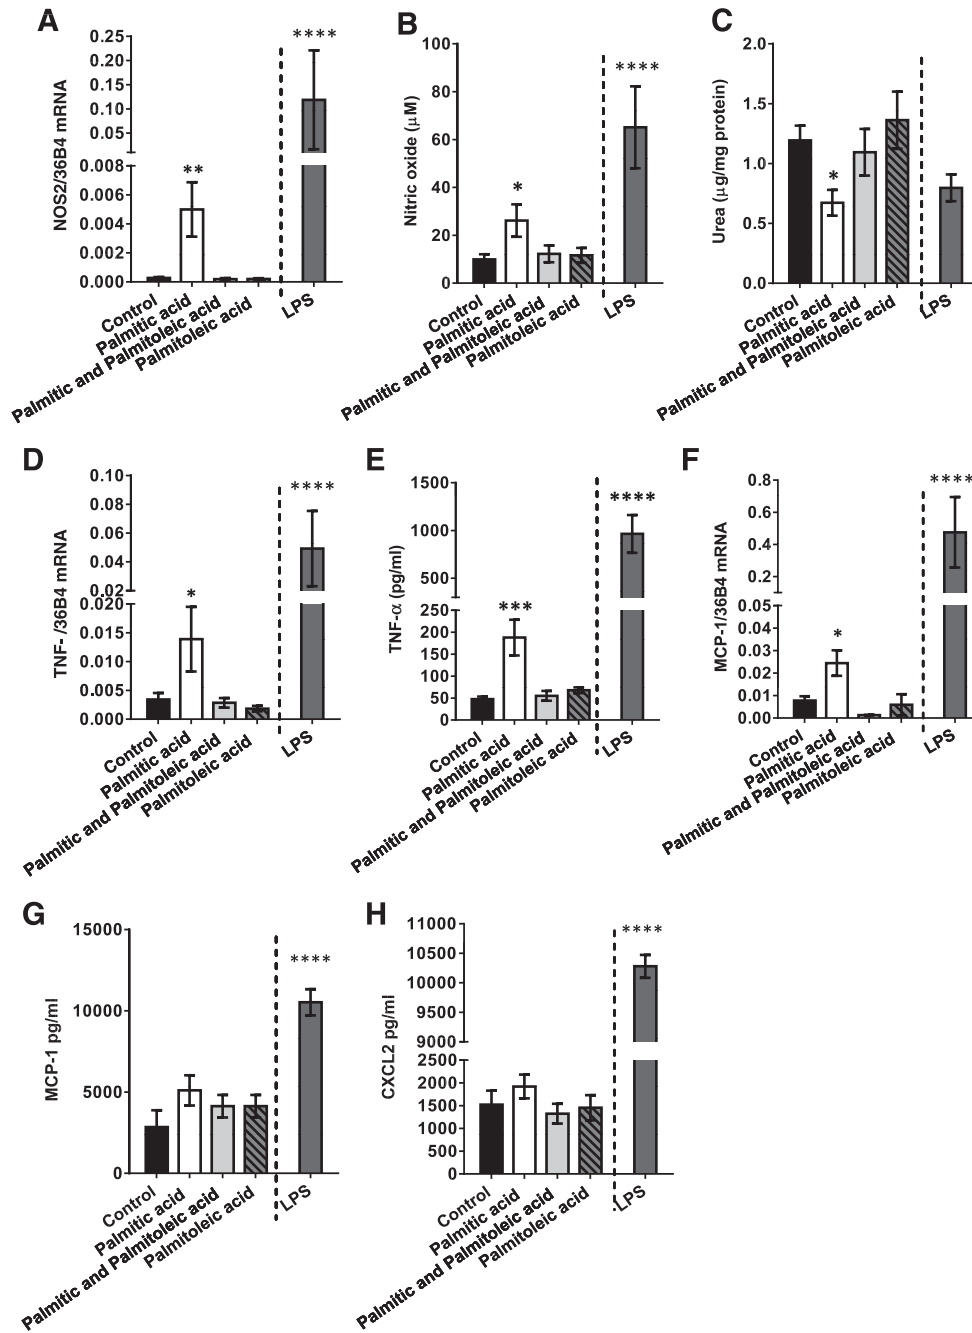 A
NOS2/36B4 mRNA
0.25
0.20
0.15
0.10
0.05
0.008
0.006
0.004
0.002
0.000
**
****
Control
Palmitic acid
Palmitic and Palmitoleic acid
Palmitoleic acid
LPS
B
Nitric oxide (μM)
100
80
60
40
20
0
*
****
Control
Palmitic acid
Palmitic and Palmitoleic acid
Palmitoleic acid
LPS
C
Urea (μg/mg protein)
2.0
1.5
1.0
0.5
0.0
*
Control
Palmitic acid
Palmitic and Palmitoleic acid
Palmitoleic acid
LPS
D
TNF- /36B4 mRNA
0.10
0.08
0.06
0.04
0.02
0.020
0.015
0.010
0.005
0.000
*
****
Control
Palmitic acid
Palmitic and Palmitoleic acid
Palmitoleic acid
LPS
E
TNF-α (pg/ml)
1500
1000
500
250
200
150
100
50
0
***
****
Control
Palmitic acid
Palmitic and Palmitoleic acid
Palmitoleic acid
LPS
F
MCP-1/36B4 mRNA
0.8
0.6
0.4
0.2
0.05
0.04
0.03
0.02
0.01
0.00
*
****
Control
Palmitic acid
Palmitic and Palmitoleic acid
Palmitoleic acid
LPS
G
MCP-1 pg/ml
15000
10000
5000
0
****
Control
Palmitic acid
Palmitic and Palmitoleic acid
Palmitoleic acid
LPS
H
CXCL2 pg/ml
11000
10500
10000
9500
9000
2500
2000
1500
1000
500
0
****
Control
Palmitic acid
Palmitic and Palmitoleic acid
Palmitoleic acid
LPS